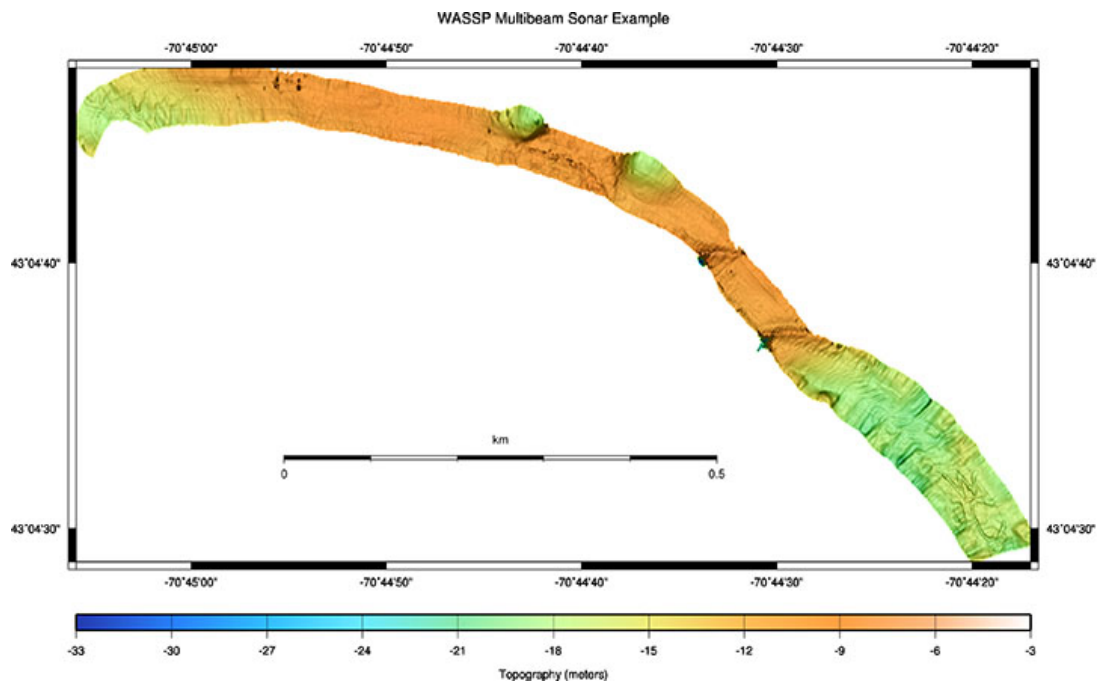 WASSP Multibeam Sonar Example
-70˚45'00" -70˚44'50" -70˚44'40" -70˚44'30" -70˚44'20"
43˚04'40" 43˚04'40"
km
0 0.5
43˚04'30" 43˚04'30"
-70˚45'00" -70˚44'50" -70˚44'40" -70˚44'30" -70˚44'20"
-33 -30 -27 -24 -21 -18 -15 -12 -9 -6 -3
Topography (meters)